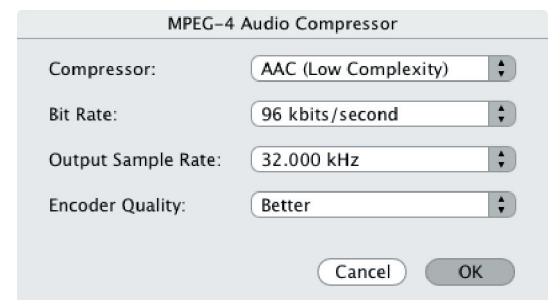 MPEG-4 Audio Compressor
Compressor: AAC (Low Complexity)
Bit Rate: 96 kbits/second
Output Sample Rate: 32.000 kHz
Encoder Quality: Better
Cancel OK